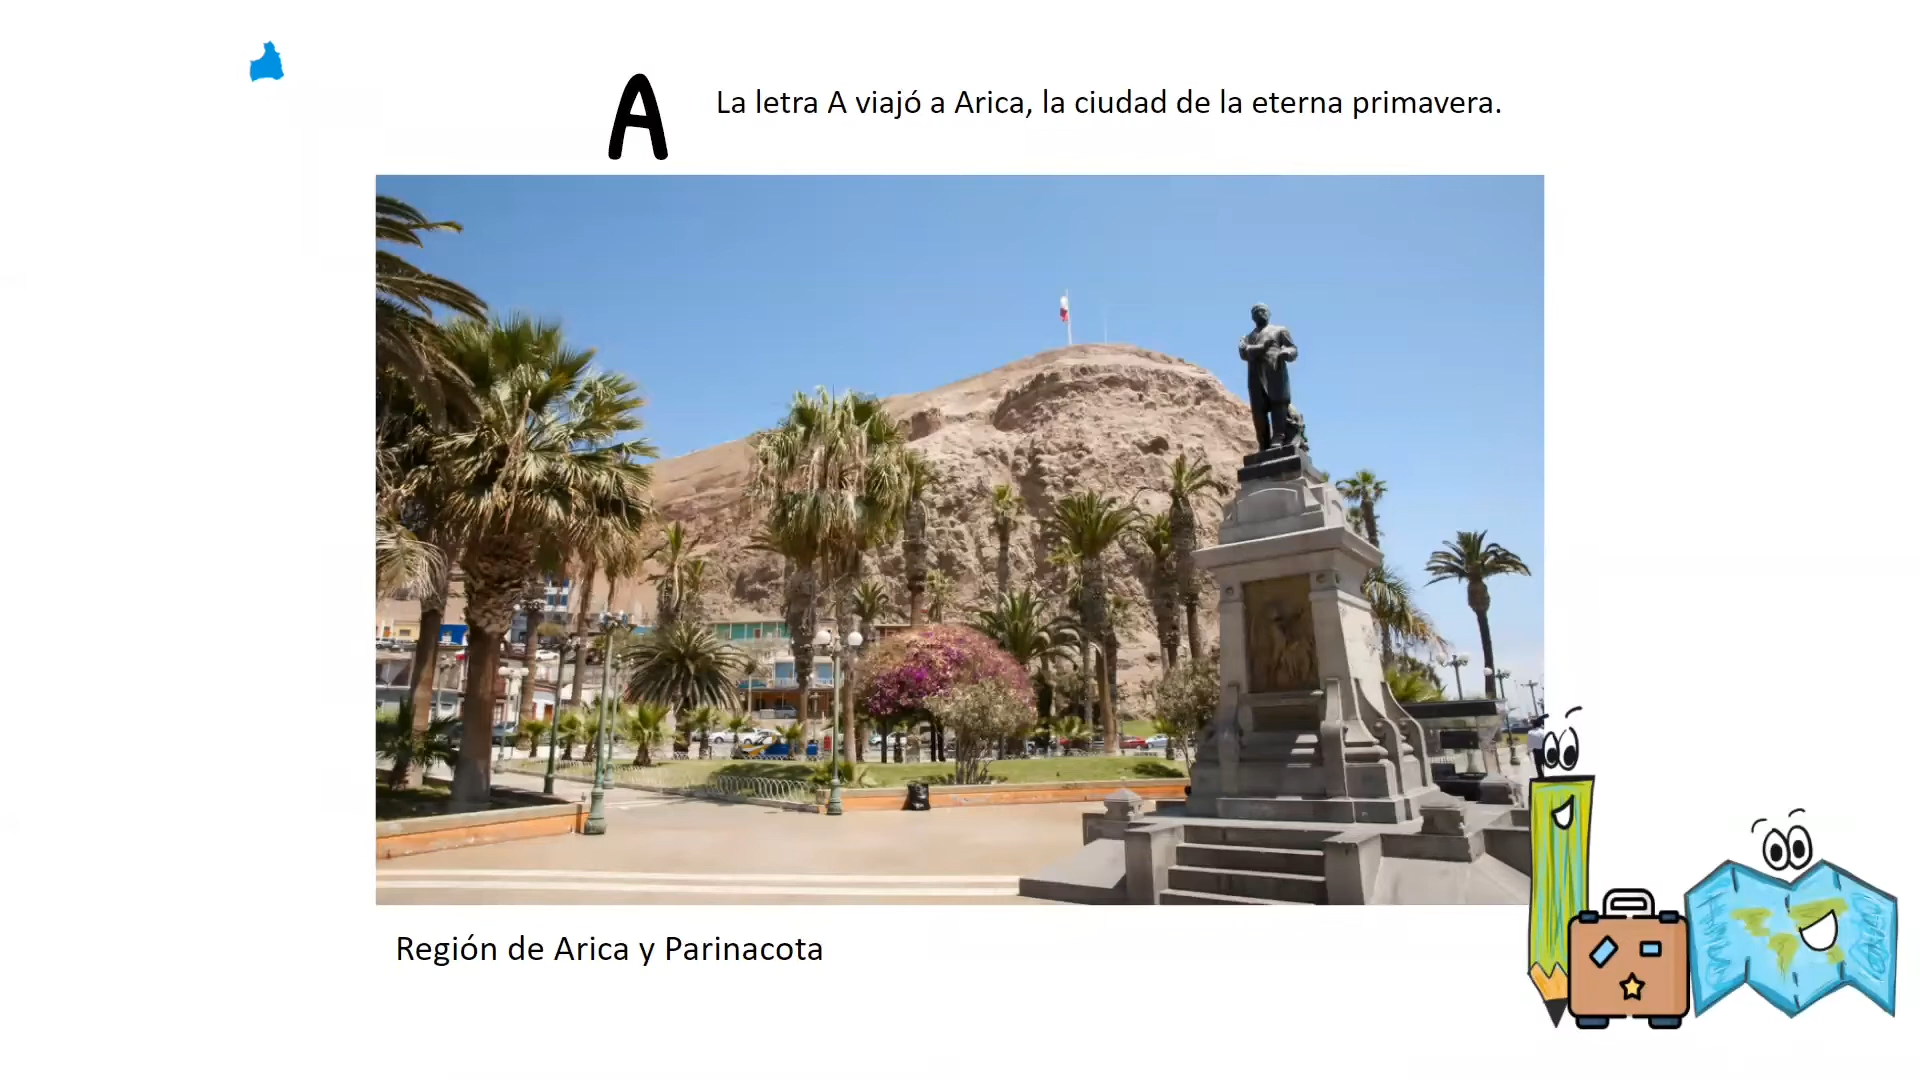 A
La letra A viajó a Arica, la ciudad de la eterna primavera.
Región de Arica y Parinacota